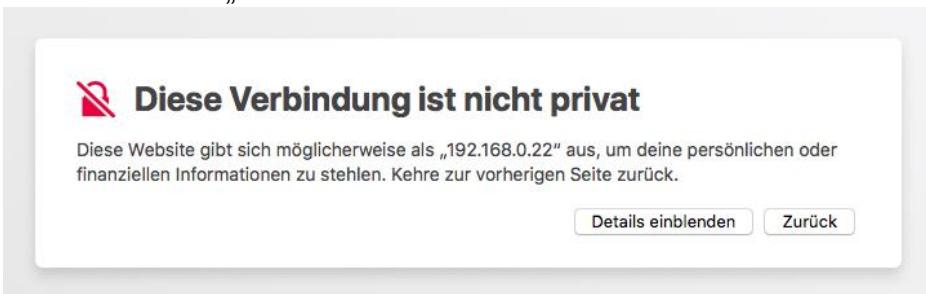 „
Diese Verbindung ist nicht privat
Diese Website gibt sich möglicherweise als „192.168.0.22“ aus, um deine persönlichen oder
finanziellen Informationen zu stehlen. Kehre zur vorherigen Seite zurück.
Details einblenden Zurück